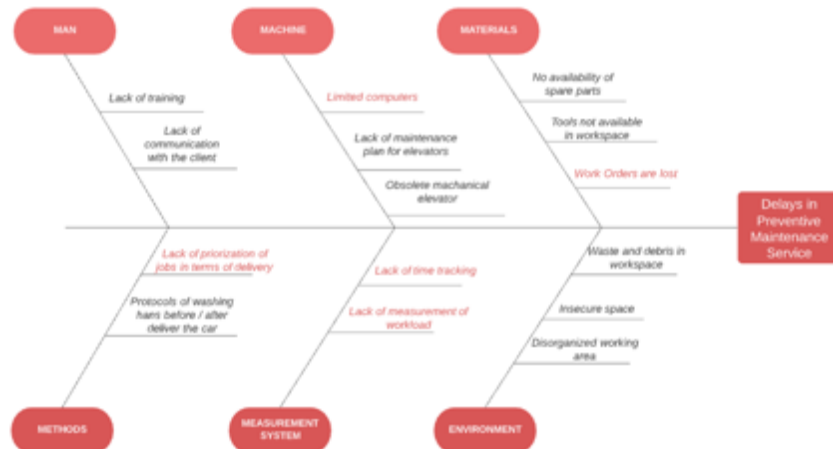 MAN
MACHINE
MATERIALS
Lack of training
Lack of
communication
with the client
Limited computers
Lack of maintenance
plan for elevators
Obsolete machanical
elevator
No availability of
spare parts
Tools not available
in workspace
Work Orders are lost
Delays in
Preventive
Maintenance
Service
Lack of priorization of
jobs in terms of delivery
Protocols of washing
hans before / after
deliver the car
Lack of time tracking
Lack of measurement of
workload
Waste and debris in
workspace
Insecure space
Disorganized working
area
METHODS
MEASUREMENT
SYSTEM
ENVIRONMENT